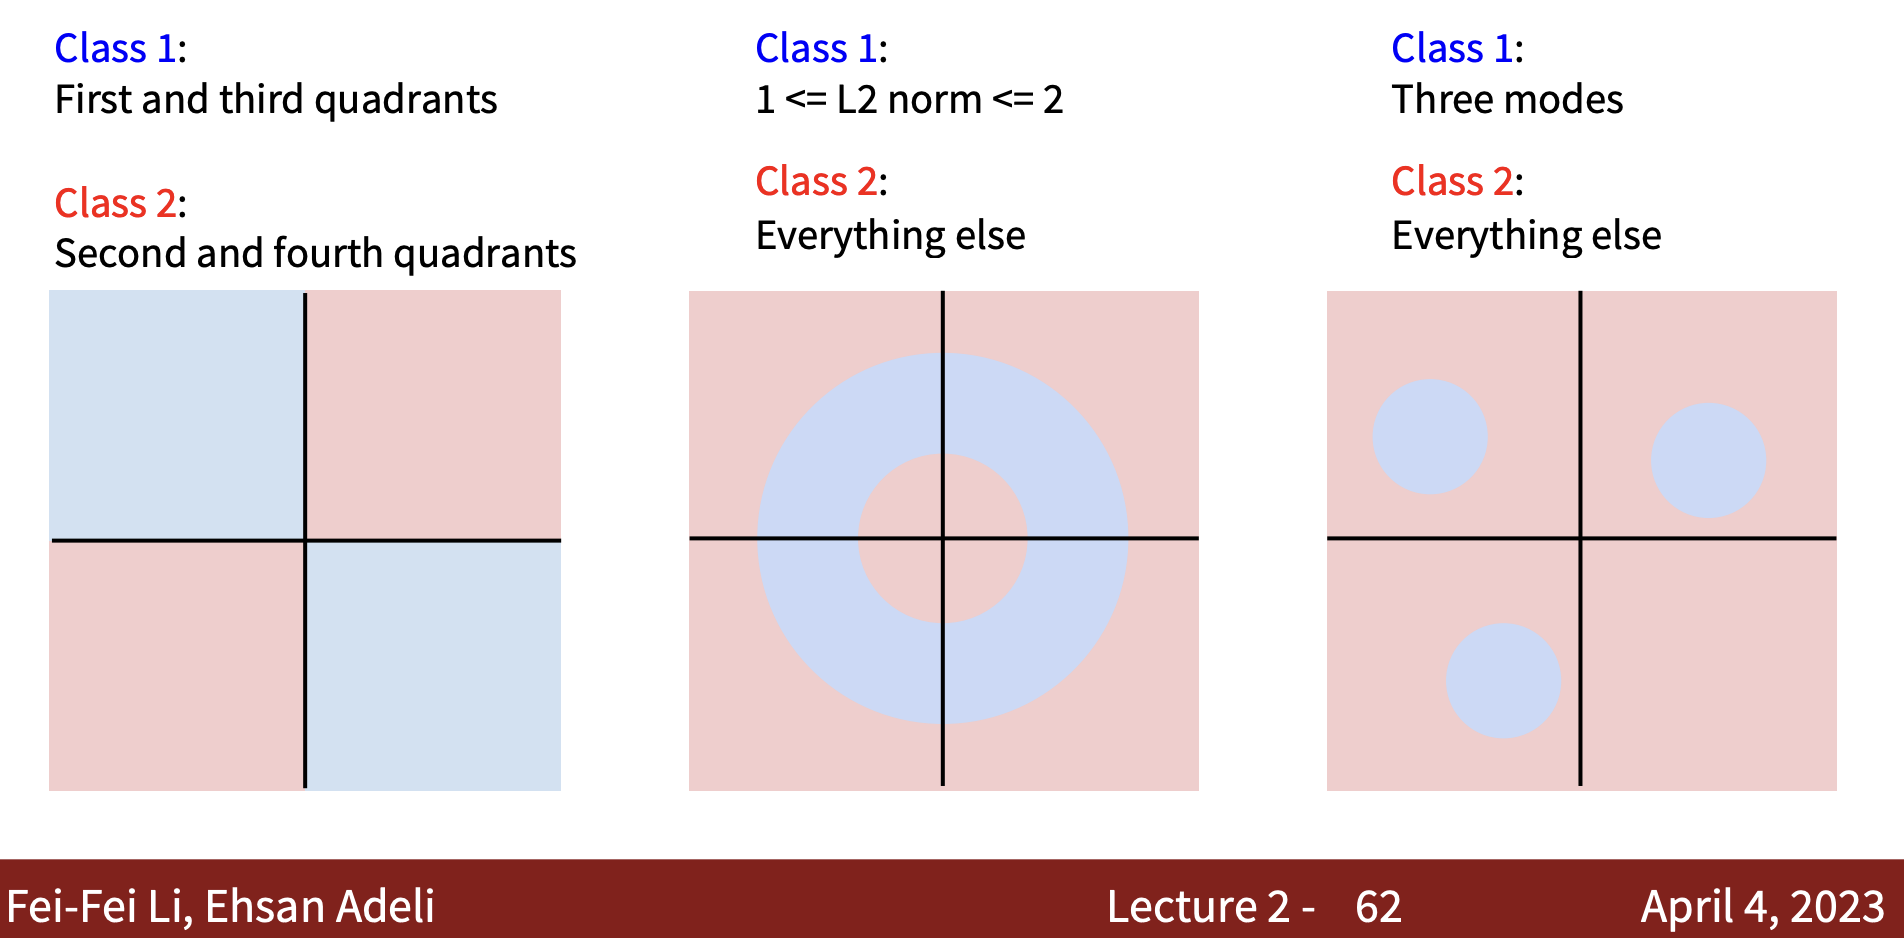 Class 1:
First and third quadrants
Class 2:
Second and fourth quadrants
Class 1:
1 <= L2 norm <= 2
Class 2:
Everything else
Class 1:
Three modes
Class 2:
Everything else
Fei-Fei Li, Ehsan Adeli
Lecture 2 - 62
April 4, 2023